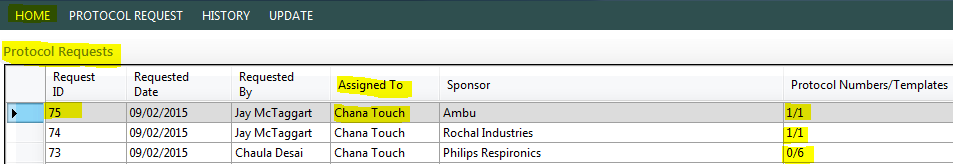 HOME PROTOCOL REQUEST HISTORY UPDATE
Protocol Requests
Request ID Requested Date Requested By Assigned To Sponsor Protocol Numbers/Templates
75 09/02/2015 Jay McTaggart Chana Touch Ambu 1/1
74 09/02/2015 Jay McTaggart Chana Touch Rochal Industries 1/1
73 09/02/2015 Chaula Desai Chana Touch Philips Respironics 0/6